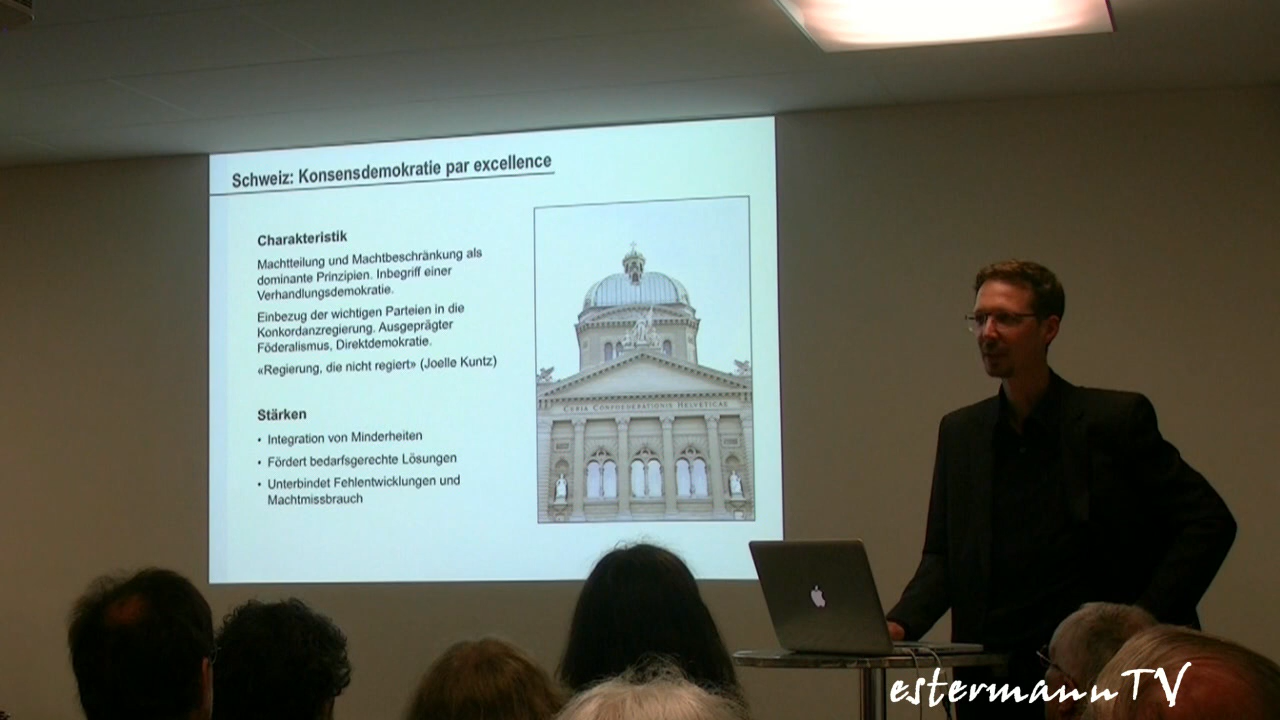 Schweiz: Konsensdemokratie par excellence
Charakteristik
Machtteilung und Machtbeschränkung als
dominante Prinzipien. Inbegriff einer
Verhandlungsdemokratie.
Einbezug der wichtigen Parteien in die
Konkordanzregierung. Ausgeprägter
Föderalismus, Direktdemokratie.
«Regierung, die nicht regiert» (Joelle Kuntz)
Stärken
• Integration von Minderheiten
• Fördert bedarfsgerechte Lösungen
• Unterbindet Fehlentwicklungen und
Machtmissbrauch
CVRIA CONFOEDERATIONIS HELVETICAE
estermannTV